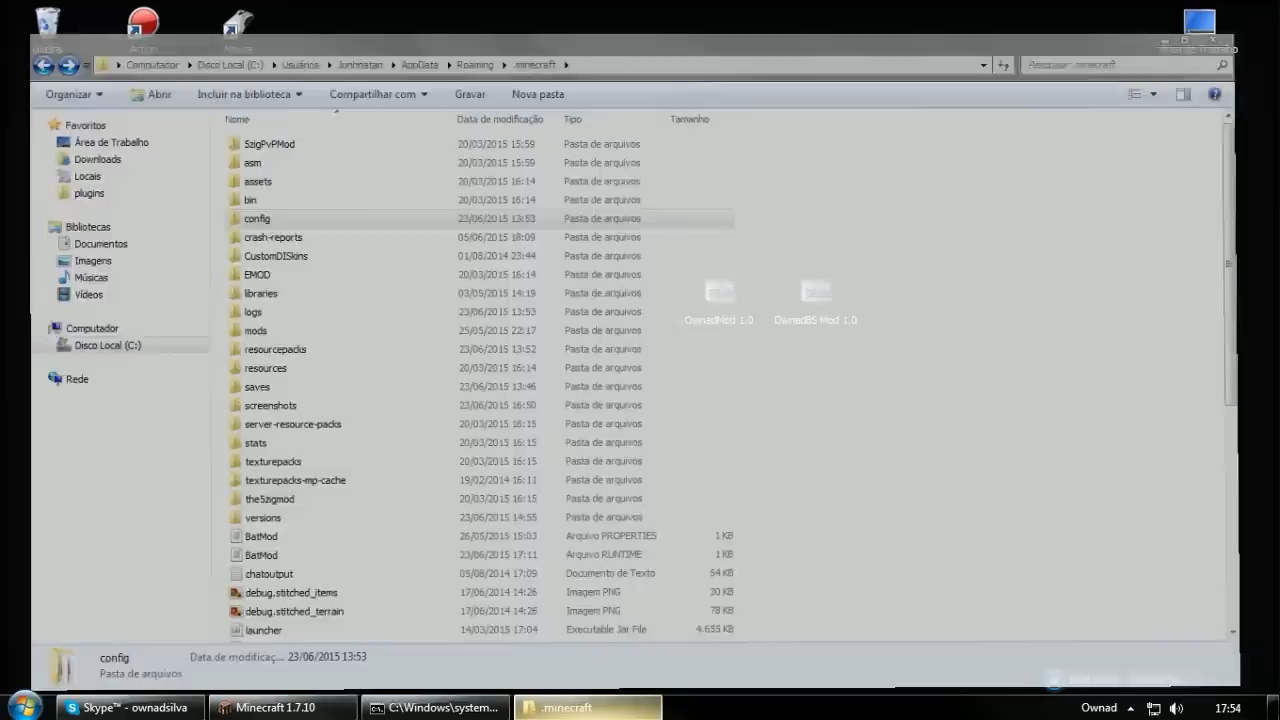 Computador Disco Local (C:) Usuários AppData Roaming .minecraft Pesquisar .minecraft
Organizar Abrir Incluir na biblioteca Compartilhar com Gravar Nova pasta
Nome Data de modificação Tipo Tamanho
Favoritos
Área de Trabalho
Downloads
Locais
plugins
Bibliotecas
Documentos
Imagens
Músicas
Vídeos
Computador
Disco Local (C:)
Rede
5zigPvPMod 20/03/2015 15:59 Pasta de arquivos
asm 20/03/2015 15:59 Pasta de arquivos
assets 20/03/2015 16:14 Pasta de arquivos
bin 20/03/2015 16:14 Pasta de arquivos
config 23/06/2015 13:53 Pasta de arquivos
crash-reports 05/06/2015 18:09 Pasta de arquivos
CustomDISkins 01/08/2014 23:44 Pasta de arquivos
EMOD 20/03/2015 16:14 Pasta de arquivos
libraries 03/05/2015 14:19 Pasta de arquivos
logs 23/06/2015 13:53 Pasta de arquivos
mods 25/05/2015 22:17 Pasta de arquivos
resourcepacks 23/06/2015 13:52 Pasta de arquivos
resources 20/03/2015 16:14 Pasta de arquivos
saves 23/06/2015 13:46 Pasta de arquivos
screenshots 23/06/2015 16:50 Pasta de arquivos
server-resource-packs 20/03/2015 16:15 Pasta de arquivos
stats 20/03/2015 16:15 Pasta de arquivos
texturepacks 20/03/2015 16:15 Pasta de arquivos
texturepacks-mp-cache 19/02/2014 16:11 Pasta de arquivos
the5zigmod 20/03/2015 16:15 Pasta de arquivos
versions 23/06/2015 14:55 Pasta de arquivos
BatMod 26/05/2015 15:03 Arquivo PROPERTIES 1 KB
BatMod 23/06/2015 17:11 Arquivo RUNTIME 1 KB
chatoutput 05/08/2014 17:09 Documento de Texto 54 KB
debug.stitched_items 17/06/2014 14:26 Imagem PNG 30 KB
debug.stitched_terrain 17/06/2014 14:26 Imagem PNG 78 KB
launcher 14/03/2015 17:04 Executable Jar File 4.655 KB
OwnadMod 1.0 OwnadBS Mod 1.0
config Data de modificaç... 23/06/2015 13:53
Pasta de arquivos
Skype™ - ownadsilva Minecraft 1.7.10 C:\Windows\system... .minecraft Ownad 17:54